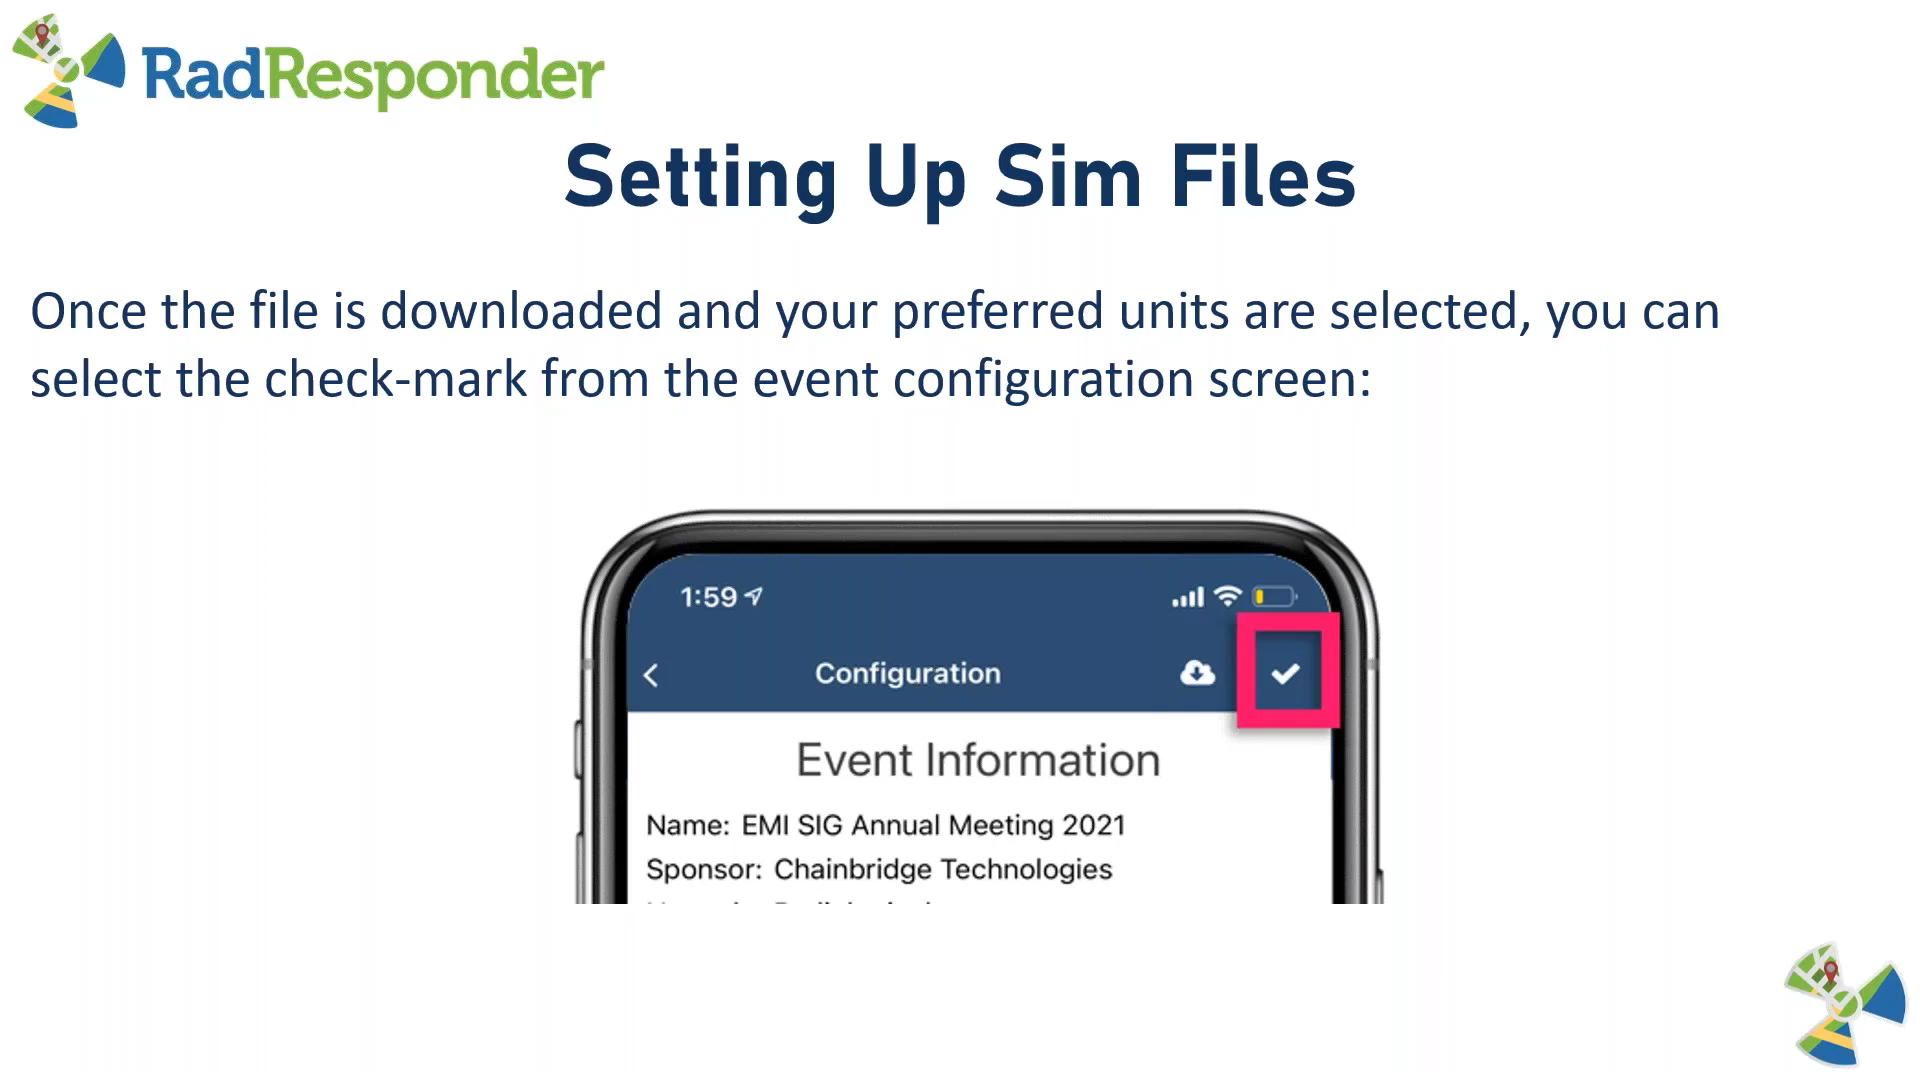 RadResponder
Setting Up Sim Files
Once the file is downloaded and your preferred units are selected, you can
select the check-mark from the event configuration screen:
1:59
Configuration
Event Information
Name: EMI SIG Annual Meeting 2021
Sponsor: Chainbridge Technologies